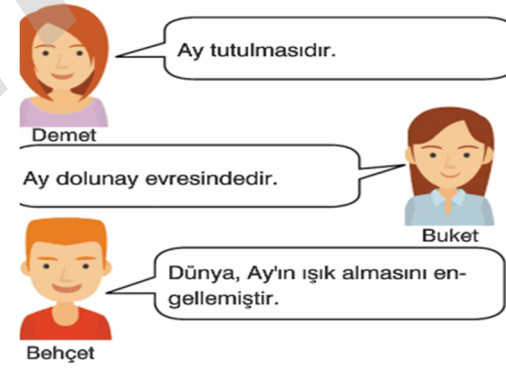 Ay tutulmasıdır.
Demet
Ay dolunay evresindedir.
Buket
Dünya, Ay'ın ışık almasını en-
gellemiştir.
Behçet